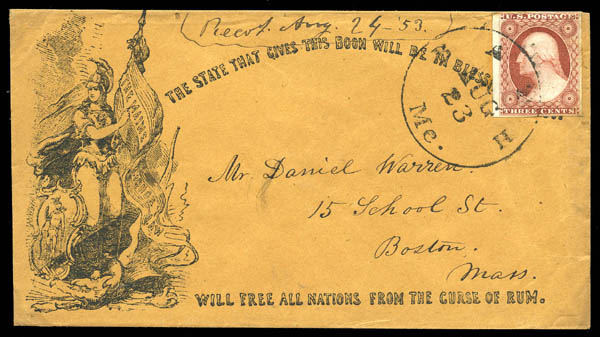 Recd. Aug. 24 - 53.
THE STATE THAT GIVES THIS BOON WILL BE IN
U.S. POSTAGE
THREE CENTS
AUG
23
Me.
H
Mr. Daniel Warren.
15 School St.
Boston.
Mass.
WILL FREE ALL NATIONS FROM THE CURSE OF RUM.